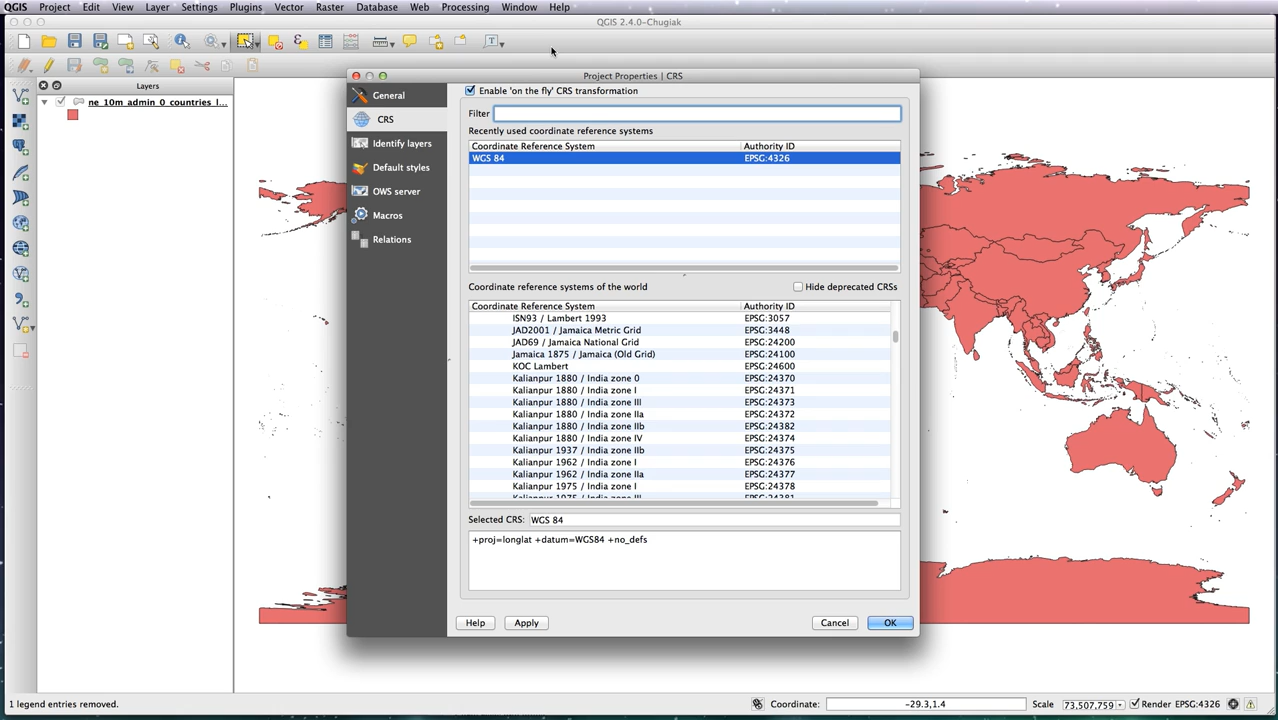 QGIS Project Edit View Layer Settings Plugins Vector Raster Database Web Processing Window Help
QGIS 2.4.0-Chugiak
Layers
ne_10m_admin_0_countries_l...
Project Properties | CRS
General
CRS
Identify layers
Default styles
OWS server
Macros
Relations
Enable 'on the fly' CRS transformation
Filter
Recently used coordinate reference systems
Coordinate Reference System Authority ID
WGS 84 EPSG:4326
Coordinate reference systems of the world Hide deprecated CRSs
Coordinate Reference System Authority ID
ISN93 / Lambert 1993 EPSG:3057
JAD2001 / Jamaica Metric Grid EPSG:3448
JAD69 / Jamaica National Grid EPSG:24200
Jamaica 1875 / Jamaica (Old Grid) EPSG:24100
KOC Lambert EPSG:24600
Kalianpur 1880 / India zone 0 EPSG:24370
Kalianpur 1880 / India zone I EPSG:24371
Kalianpur 1880 / India zone III EPSG:24373
Kalianpur 1880 / India zone IIa EPSG:24372
Kalianpur 1880 / India zone IIb EPSG:24382
Kalianpur 1880 / India zone IV EPSG:24374
Kalianpur 1937 / India zone IIb EPSG:24375
Kalianpur 1962 / India zone I EPSG:24376
Kalianpur 1962 / India zone IIa EPSG:24377
Kalianpur 1975 / India zone I EPSG:24378
Kalianpur 1975 / India zone III EPSG:24381
Selected CRS: WGS 84
+proj=longlat +datum=WGS84 +no_defs
Help Apply Cancel OK
1 legend entries removed. Coordinate: -29.3,1.4 Scale 73,507,759 Render EPSG:4326